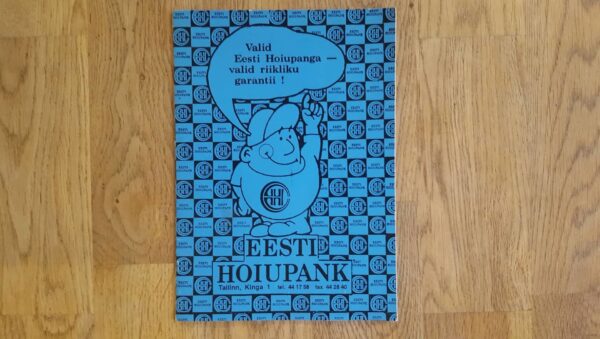 Valid
Eesti Hoiupanga —
valid riikliku
garantii !
EESTI
HOIUPANK
Tallinn, Kinga 1 tel. 44 17 58 fax 44 28 40